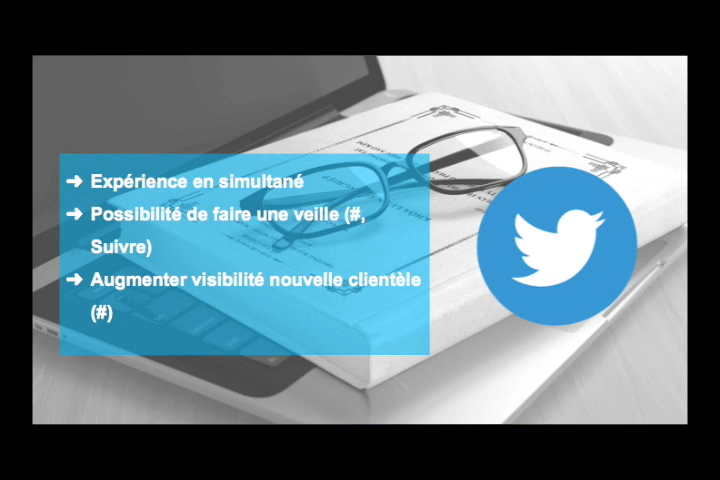 ➜ Expérience en simultané
➜ Possibilité de faire une veille (#,
Suivre)
➜ Augmenter visibilité nouvelle clientèle
(#)